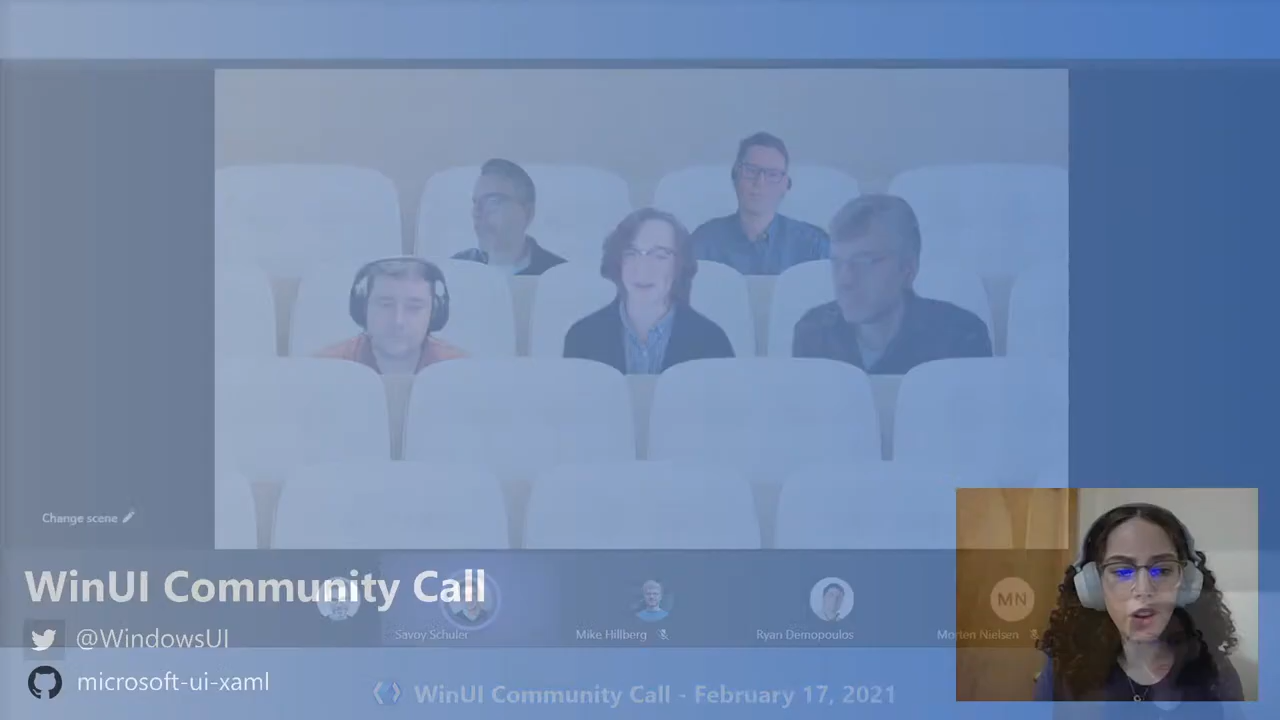 Change scene
WinUI Community Call
Savoy Schuler
Mike Hillberg
Ryan Demopoulos
MN
Morten Nielsen
@WindowsUI
microsoft-ui-xaml
WinUI Community Call - February 17, 2021